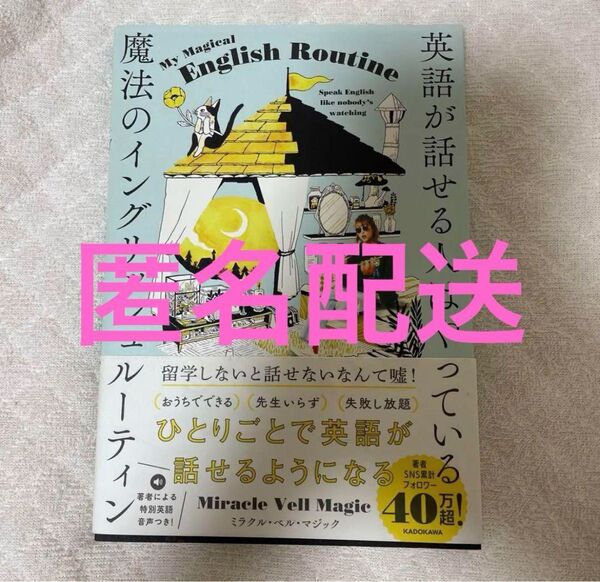 My Magical
English Routine
Speak English
like nobody's
watching
英語が話せる人はやっている
魔法のイングリッシュルーティン
匿名配送
留学しないと話せないなんて嘘!
(おうちでできる) (先生いらず) (失敗し放題)
ひとりごとで英語が
話せるようになる
著者による
特別英語
音声つき!
Miracle Vell Magic
ミラクル・ベル・マジック
著者
SNS累計
フォロワー
40万超!
KADOKAWA